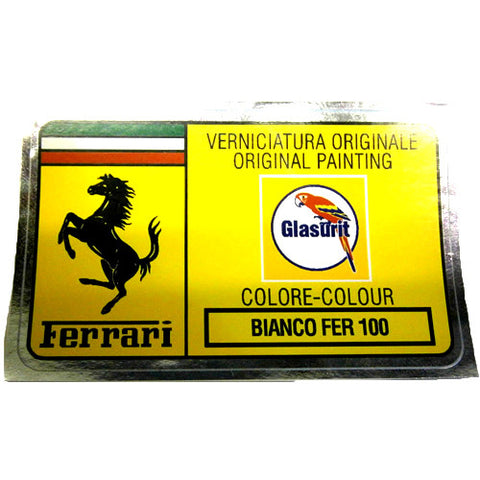 VERNICIATURA ORIGINALE
ORIGINAL PAINTING
Glasurit
COLORE-COLOUR
BIANCO FER 100
Ferrari